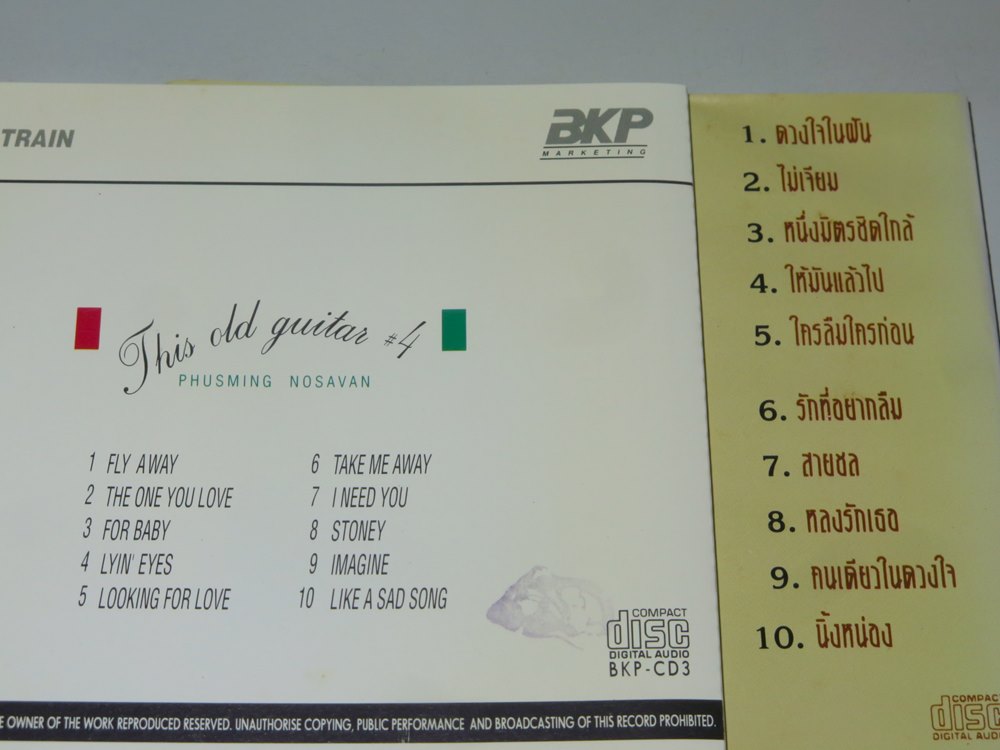 TRAIN
BKP
MARKETING
This old guitar #4
PHUSMING NOSAVAN
1 FLY AWAY
2 THE ONE YOU LOVE
3 FOR BABY
4 LYIN' EYES
5 LOOKING FOR LOVE
6 TAKE ME AWAY
7 I NEED YOU
8 STONEY
9 IMAGINE
10 LIKE A SAD SONG
COMPACT
disc
DIGITAL AUDIO
BKP-CD3
E OWNER OF THE WORK REPRODUCED RESERVED. UNAUTHORISE COPYING, PUBLIC PERFORMANCE AND BROADCASTING OF THIS RECORD PROHIBITED.
1. ดวงใจในฝัน
2. ไม่เจียม
3. หนึ่งมิตรชิดใกล้
4. ให้มันแล้วไป
5. ใครลืมใครก่อน
6. รักที่อยากลืม
7. สายชล
8. หลงรักเธอ
9. คนเดียวในดวงใจ
10. นิ้งหน่อง
COMPACT
disc
DIGITAL AUDIO